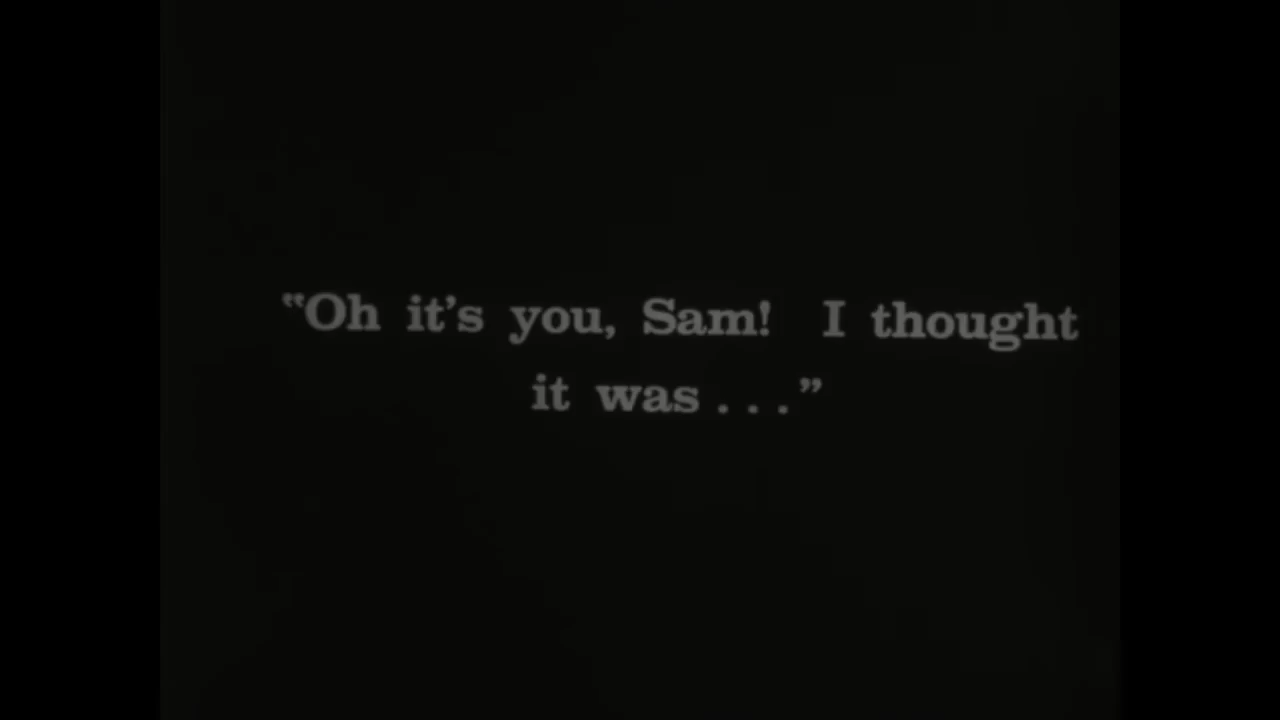 “Oh it’s you, Sam! I thought
it was . . . ”